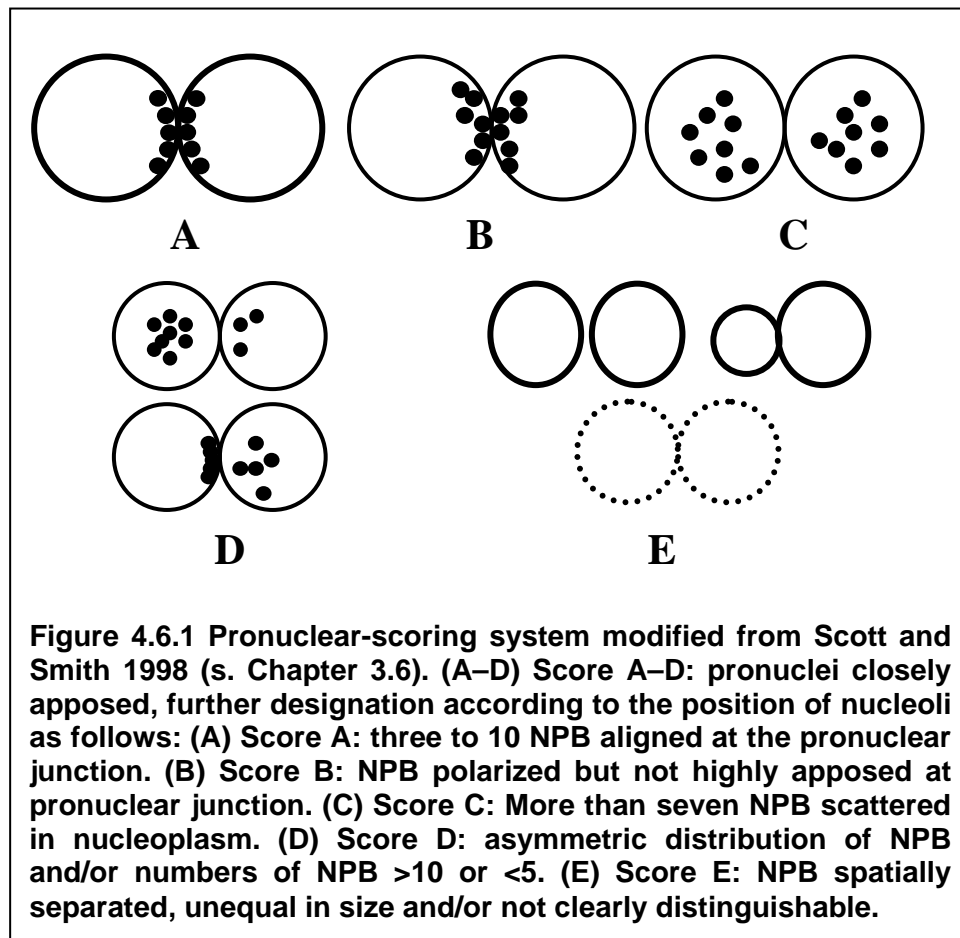 A
B
C
D
E
Figure 4.6.1 Pronuclear-scoring system modified from Scott and
Smith 1998 (s. Chapter 3.6). (A–D) Score A–D: pronuclei closely
apposed, further designation according to the position of nucleoli
as follows: (A) Score A: three to 10 NPB aligned at the pronuclear
junction. (B) Score B: NPB polarized but not highly apposed at
pronuclear junction. (C) Score C: More than seven NPB scattered
in nucleoplasm. (D) Score D: asymmetric distribution of NPB
and/or numbers of NPB >10 or <5. (E) Score E: NPB spatially
separated, unequal in size and/or not clearly distinguishable.